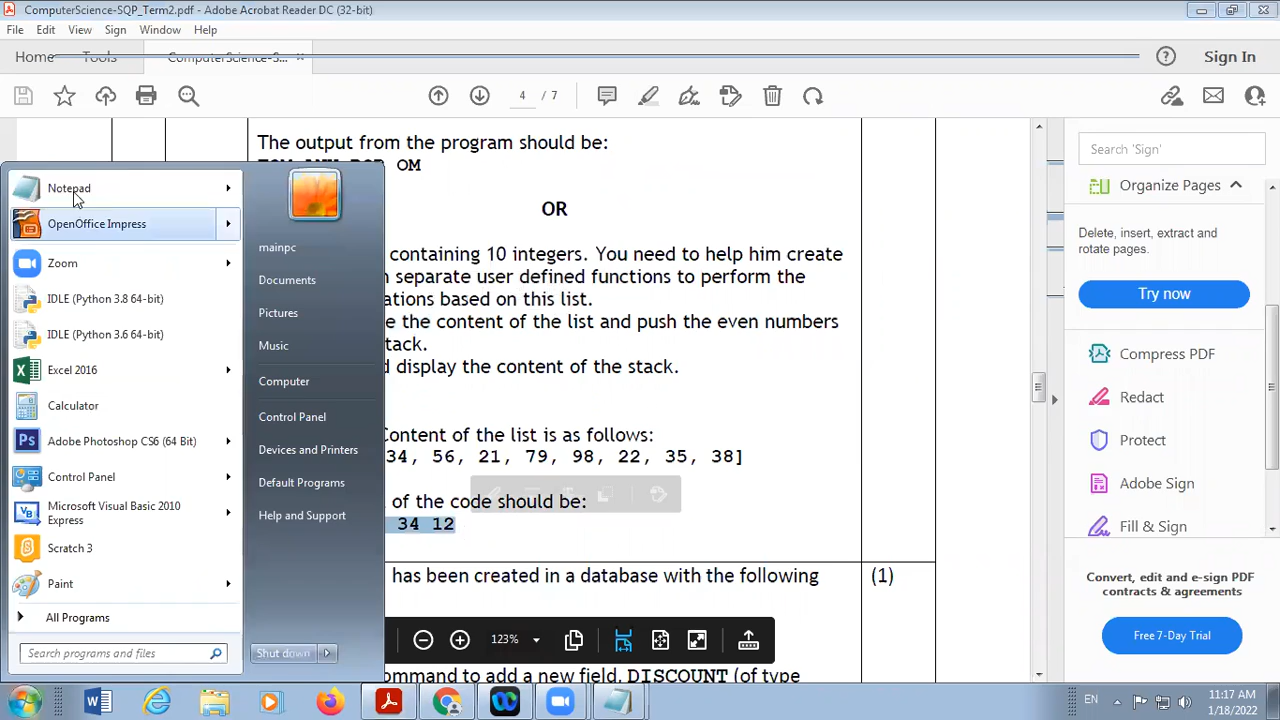 ComputerScience-SQP_Term2.pdf - Adobe Acrobat Reader DC (32-bit)
File Edit View Sign Window Help
Home Tools ComputerScience-S... × Sign In
4 / 7
The output from the program should be:
OM
OR
containing 10 integers. You need to help him create
n separate user defined functions to perform the
ations based on this list.
e the content of the list and push the even numbers
tack.
d display the content of the stack.
Content of the list is as follows:
34, 56, 21, 79, 98, 22, 35, 38]
of the code should be:
34 12
has been created in a database with the following
(1)
123%
ommand to add a new field, DISCOUNT (of type
Search 'Sign'
Organize Pages
Delete, insert, extract and
rotate pages.
Try now
Compress PDF
Redact
Protect
Adobe Sign
Fill & Sign
Convert, edit and e-sign PDF
contracts & agreements
Free 7-Day Trial
Notepad
OpenOffice Impress
Zoom
IDLE (Python 3.8 64-bit)
IDLE (Python 3.6 64-bit)
Excel 2016
Calculator
Adobe Photoshop CS6 (64 Bit)
Control Panel
Microsoft Visual Basic 2010
Express
Scratch 3
Paint
All Programs
Search programs and files
mainpc
Documents
Pictures
Music
Computer
Control Panel
Devices and Printers
Default Programs
Help and Support
Shut down
EN
11:17 AM
1/18/2022